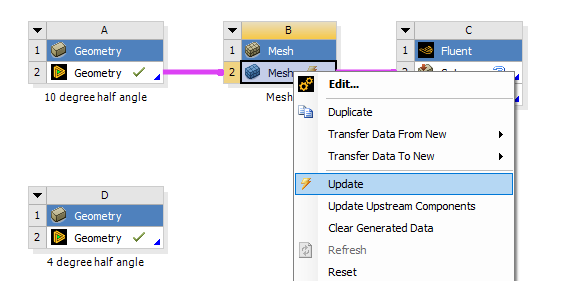 A
B
C
1 Geometry
1 Mesh
1 Fluent
2 Geometry
2 Mesh
10 degree half angle
Mesh
Edit...
Duplicate
Transfer Data From New
Transfer Data To New
Update
Update Upstream Components
Clear Generated Data
Refresh
Reset
D
1 Geometry
2 Geometry
4 degree half angle